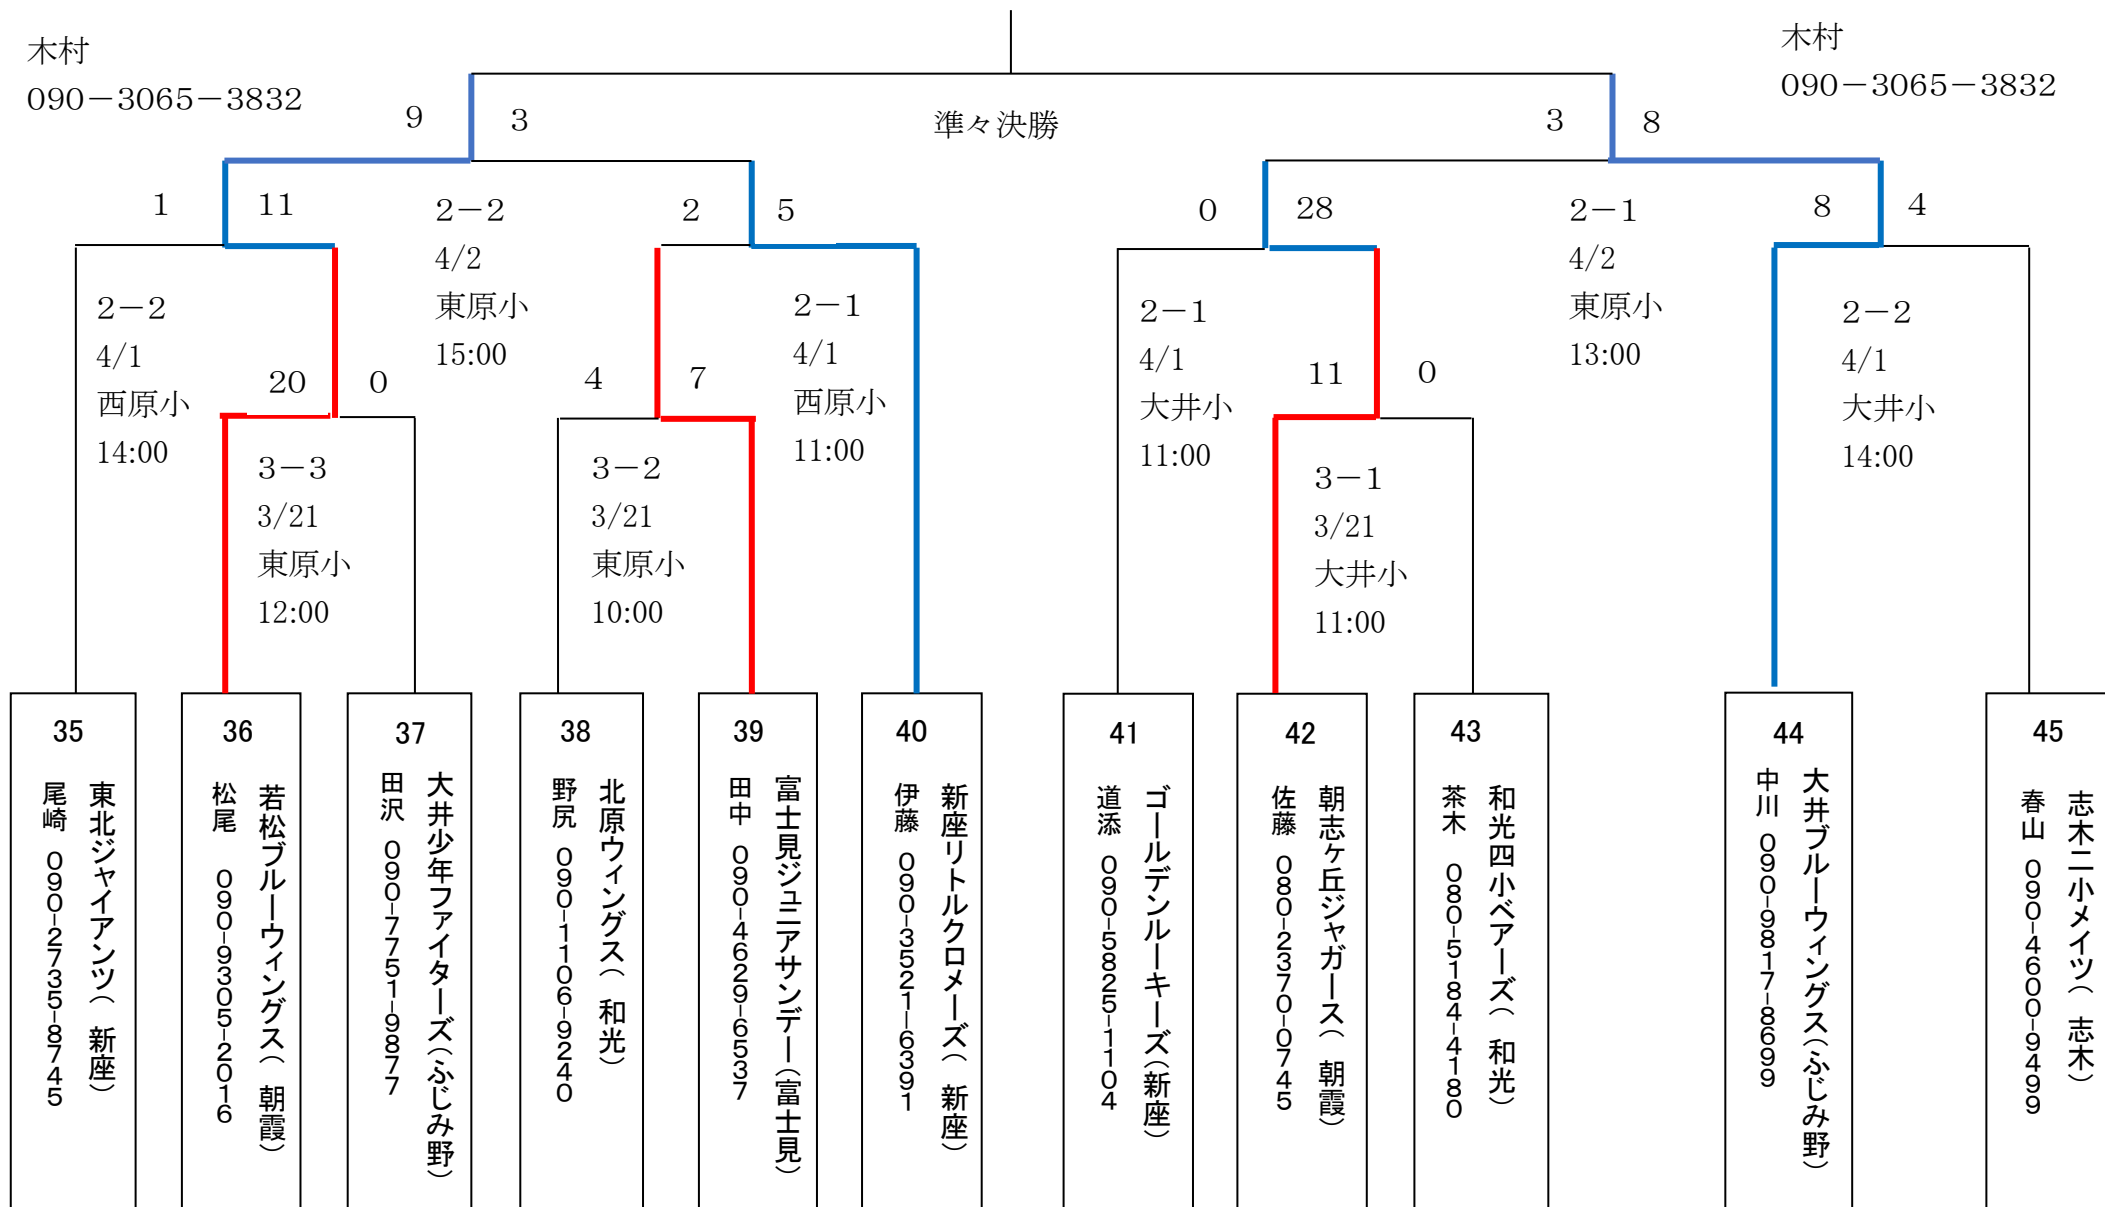 木村
090－3065－3832
木村
090－3065－3832
9
3
準々決勝
3
8
1
11
2－2
4/2
東原小
15:00
2
5
0
28
2－1
4/2
東原小
13:00
8
4
2－2
4/1
西原小
14:00
20
0
4
7
2－1
4/1
西原小
11:00
2－1
4/1
大井小
11:00
11
0
2－2
4/1
大井小
14:00
3－3
3/21
東原小
12:00
3－2
3/21
東原小
10:00
3－1
3/21
大井小
11:00
35
東北ジャイアンツ（ 新座）
尾崎 090-2735-8745
36
若松ブルーウィングス（ 朝霞）
松尾 090-9305-2016
37
大井少年ファイターズ（ふじみ野）
田沢 090-7751-9877
38
北原ウィングス（ 和光）
野尻 090-1106-9240
39
富士見ジュニアサンデー（富士見）
田中 090-4629-6537
40
新座リトルクロメーズ（ 新座）
伊藤 090-3521-6391
41
ゴールデンルーキーズ（新座）
道添 090-5825-1104
42
朝志ヶ丘ジャガース（ 朝霞）
佐藤 080-2370-0745
43
和光四小ベアーズ（ 和光）
茶木 080-5184-4180
44
大井ブルーウィングス（ふじみ野）
中川 090-9817-8699
45
志木二小メイツ（ 志木）
春山 090-4600-9499